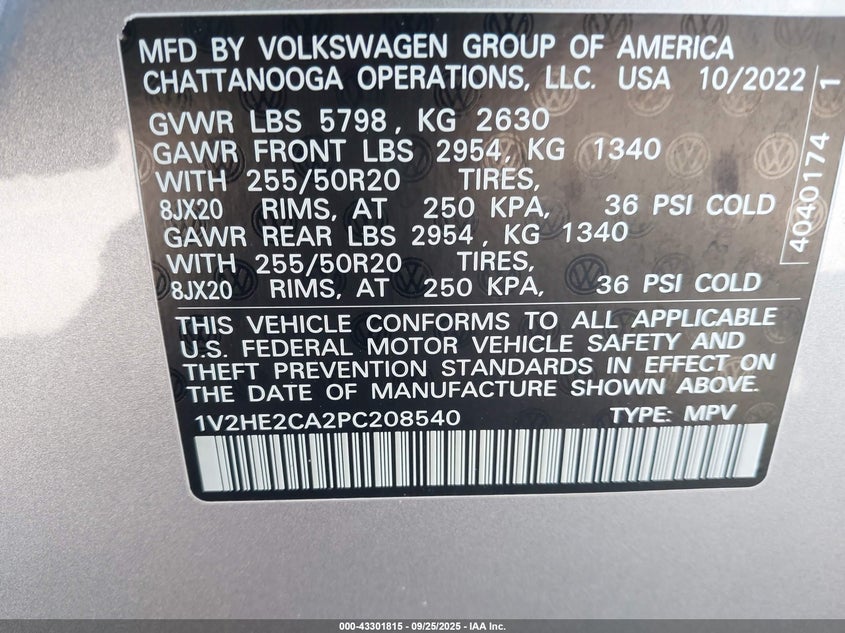 MFD BY VOLKSWAGEN GROUP OF AMERICA
CHATTANOOGA OPERATIONS, LLC. USA 10/2022
GVWR LBS 5798, KG 2630
GAWR FRONT LBS 2954, KG 1340
WITH 255/50R20 TIRES,
8JX20 RIMS, AT 250 KPA, 36 PSI COLD
GAWR REAR LBS 2954, KG 1340
WITH 255/50R20 TIRES,
8JX20 RIMS, AT 250 KPA, 36 PSI COLD
THIS VEHICLE CONFORMS TO ALL APPLICABLE
U.S. FEDERAL MOTOR VEHICLE SAFETY AND
THEFT PREVENTION STANDARDS IN EFFECT ON
THE DATE OF MANUFACTURE SHOWN ABOVE.
1V2HE2CA2PC208540 TYPE: MPV
4040174 1
000-43301815 - 09/25/2025 - IAA Inc.